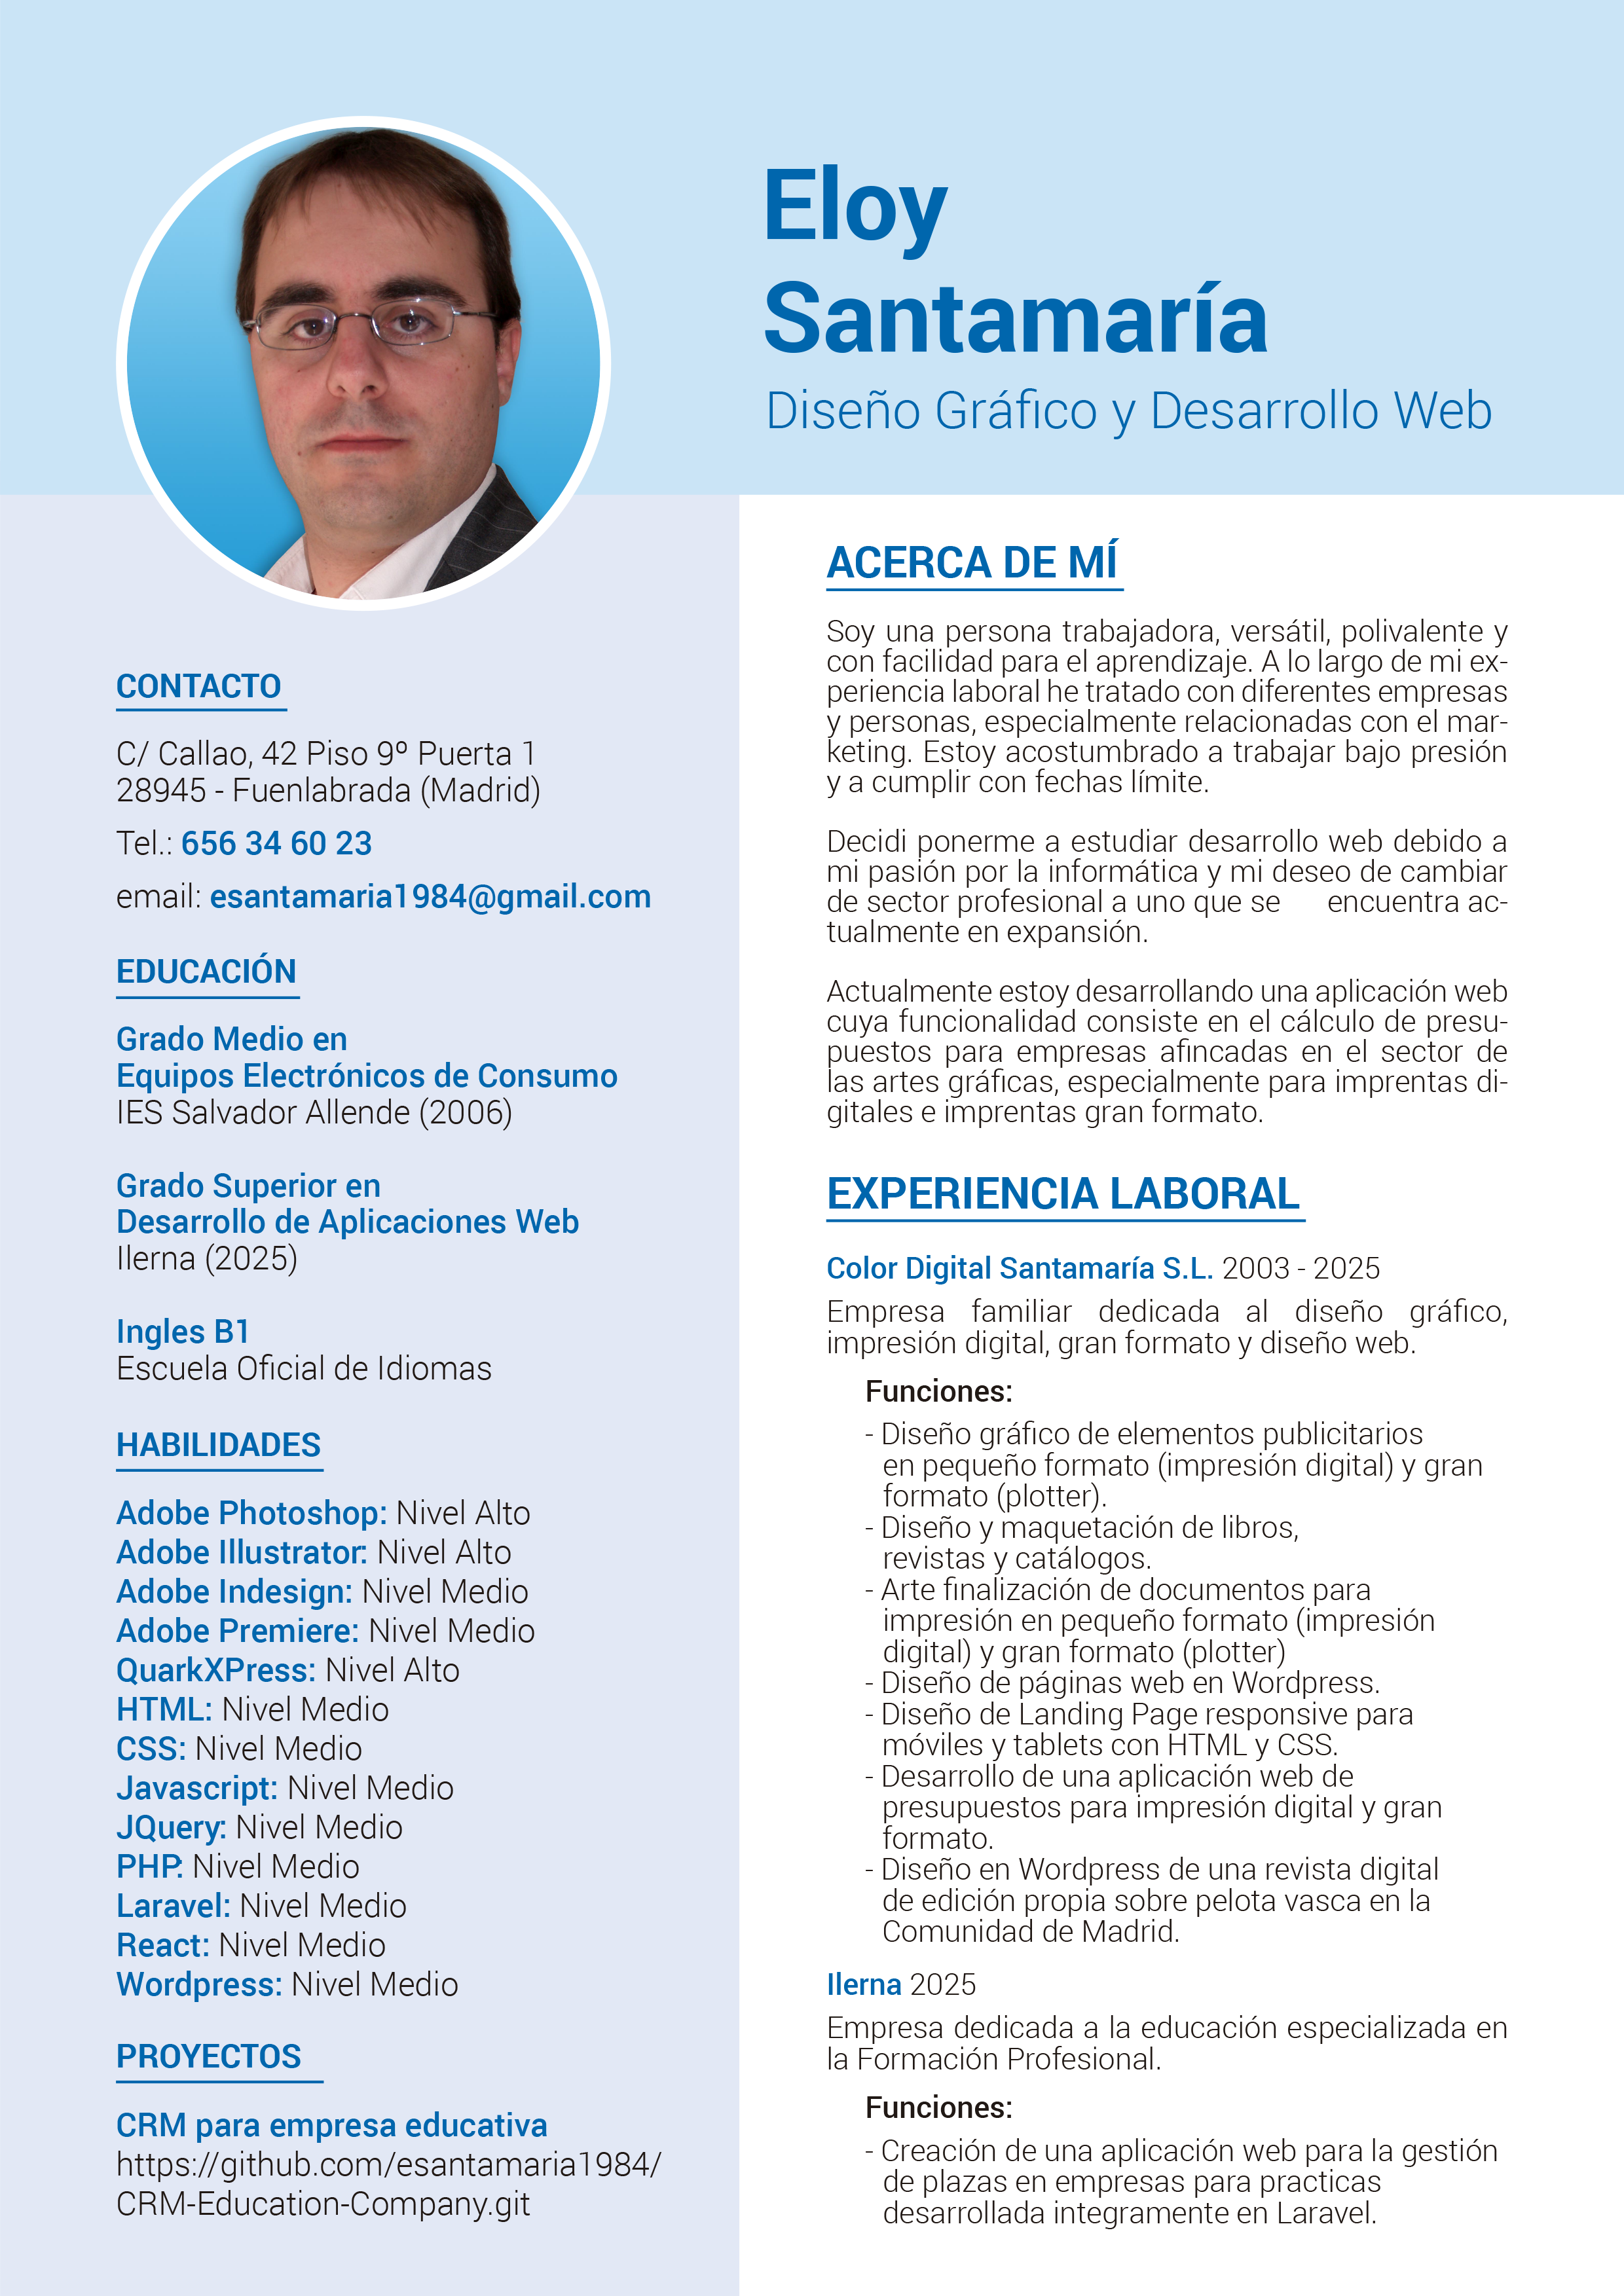 Eloy
Santamaría
Diseño Gráfico y Desarrollo Web
CONTACTO
C/ Callao, 42 Piso 9º Puerta 1
28945 - Fuenlabrada (Madrid)
Tel.: 656 34 60 23
email: esantamaria1984@gmail.com
EDUCACIÓN
Grado Medio en
Equipos Electrónicos de Consumo
IES Salvador Allende (2006)
Grado Superior en
Desarrollo de Aplicaciones Web
Ilerna (2025)
Ingles B1
Escuela Oficial de Idiomas
HABILIDADES
Adobe Photoshop: Nivel Alto
Adobe Illustrator: Nivel Alto
Adobe Indesign: Nivel Medio
Adobe Premiere: Nivel Medio
QuarkXPress: Nivel Alto
HTML: Nivel Medio
CSS: Nivel Medio
Javascript: Nivel Medio
JQuery: Nivel Medio
PHP: Nivel Medio
Laravel: Nivel Medio
React: Nivel Medio
Wordpress: Nivel Medio
PROYECTOS
CRM para empresa educativa
https://github.com/esantamaria1984/
CRM-Education-Company.git
ACERCA DE MÍ
Soy una persona trabajadora, versátil, polivalente y
con facilidad para el aprendizaje. A lo largo de mi ex-
periencia laboral he tratado con diferentes empresas
y personas, especialmente relacionadas con el mar-
keting. Estoy acostumbrado a trabajar bajo presión
y a cumplir con fechas límite.
Decidi ponerme a estudiar desarrollo web debido a
mi pasión por la informática y mi deseo de cambiar
de sector profesional a uno que se encuentra ac-
tualmente en expansión.
Actualmente estoy desarrollando una aplicación web
cuya funcionalidad consiste en el cálculo de presu-
puestos para empresas afincadas en el sector de
las artes gráficas, especialmente para imprentas di-
gitales e imprentas gran formato.
EXPERIENCIA LABORAL
Color Digital Santamaría S.L. 2003 - 2025
Empresa familiar dedicada al diseño gráfico,
impresión digital, gran formato y diseño web.
Funciones:
- Diseño gráfico de elementos publicitarios
en pequeño formato (impresión digital) y gran
formato (plotter).
- Diseño y maquetación de libros,
revistas y catálogos.
- Arte finalización de documentos para
impresión en pequeño formato (impresión
digital) y gran formato (plotter)
- Diseño de páginas web en Wordpress.
- Diseño de Landing Page responsive para
móviles y tablets con HTML y CSS.
- Desarrollo de una aplicación web de
presupuestos para impresión digital y gran
formato.
- Diseño en Wordpress de una revista digital
de edición propia sobre pelota vasca en la
Comunidad de Madrid.
Ilerna 2025
Empresa dedicada a la educación especializada en
la Formación Profesional.
Funciones:
- Creación de una aplicación web para la gestión
de plazas en empresas para practicas
desarrollada integramente en Laravel.